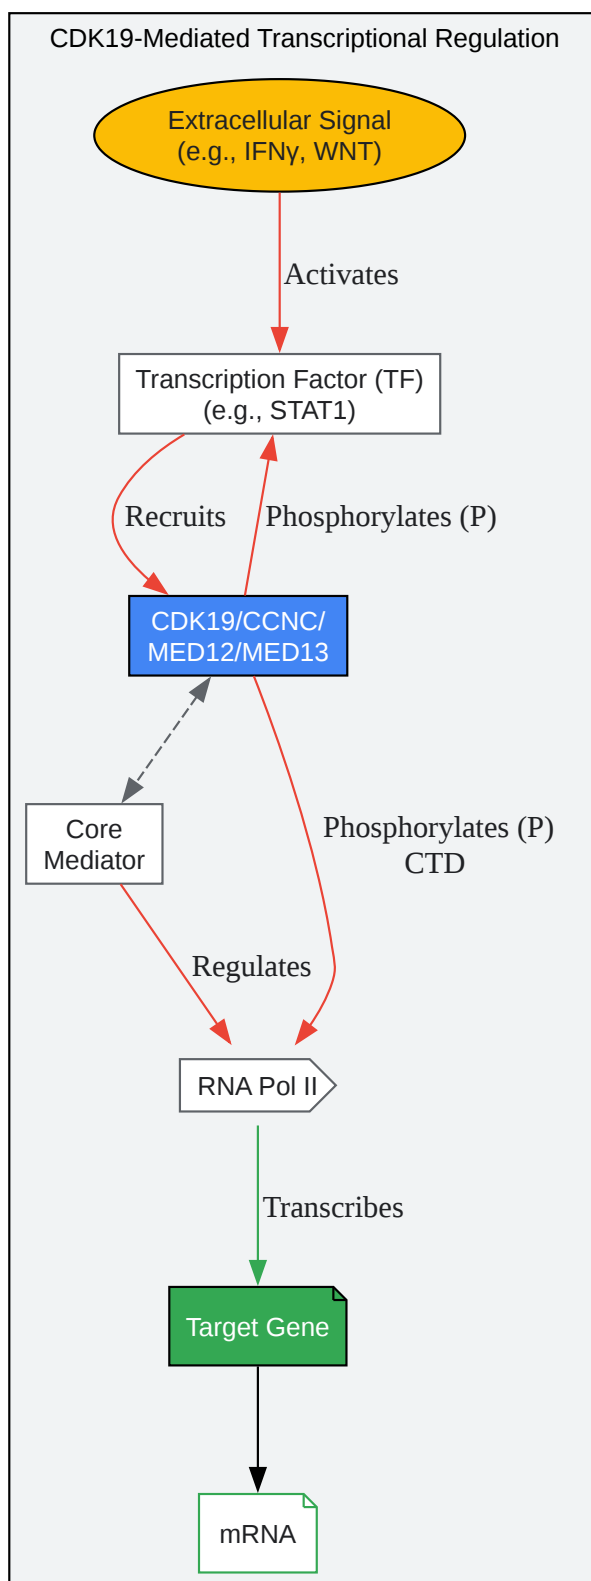 CDK19-Mediated Transcriptional Regulation
Extracellular Signal
(e.g., IFNγ, WNT)
Activates
Transcription Factor (TF)
(e.g., STAT1)
Recruits
Phosphorylates (P)
CDK19/CCNC/
MED12/MED13
Core
Mediator
Phosphorylates (P)
CTD
Regulates
RNA Pol II
Transcribes
Target Gene
mRNA